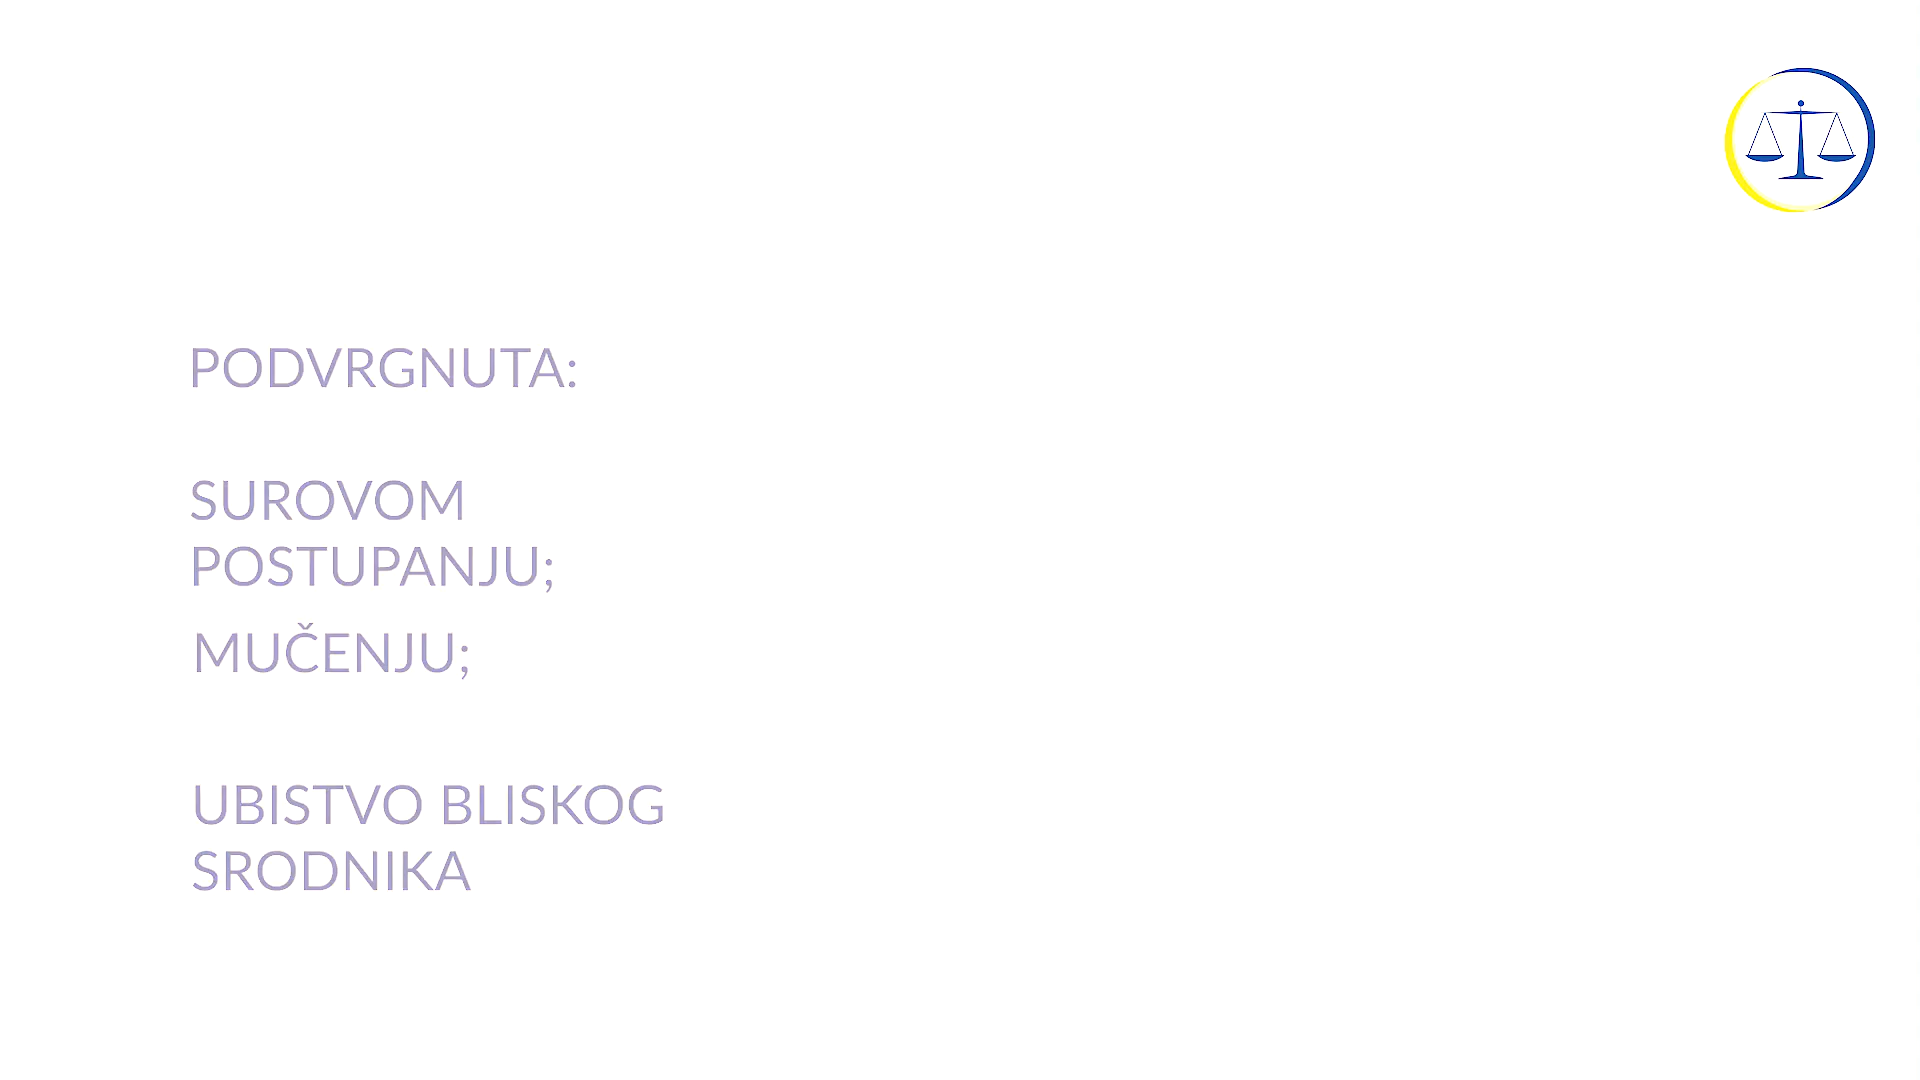 PODVRGNUTA:
SUROVOM
POSTUPANJU;
MUČENJU;
UBISTVO BLISKOG
SRODNIKA